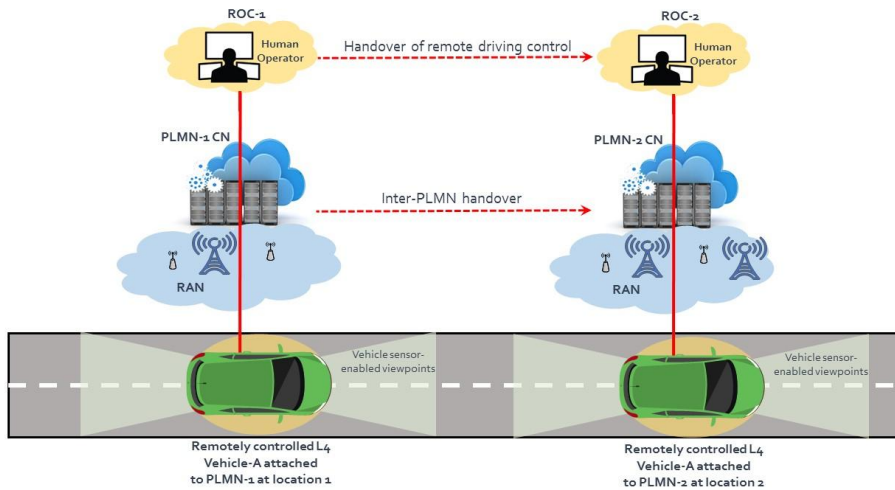 ROC-1
Human
Operator
Handover of remote driving control
ROC-2
Human
Operator
PLMN-1 CN
PLMN-2 CN
Inter-PLMN handover
RAN
RAN
Vehicle sensor-
enabled viewpoints
Vehicle sensor-
enabled viewpoints
Remotely controlled L4
Vehicle-A attached
to PLMN-1 at location 1
Remotely controlled L4
Vehicle-A attached
to PLMN-2 at location 2